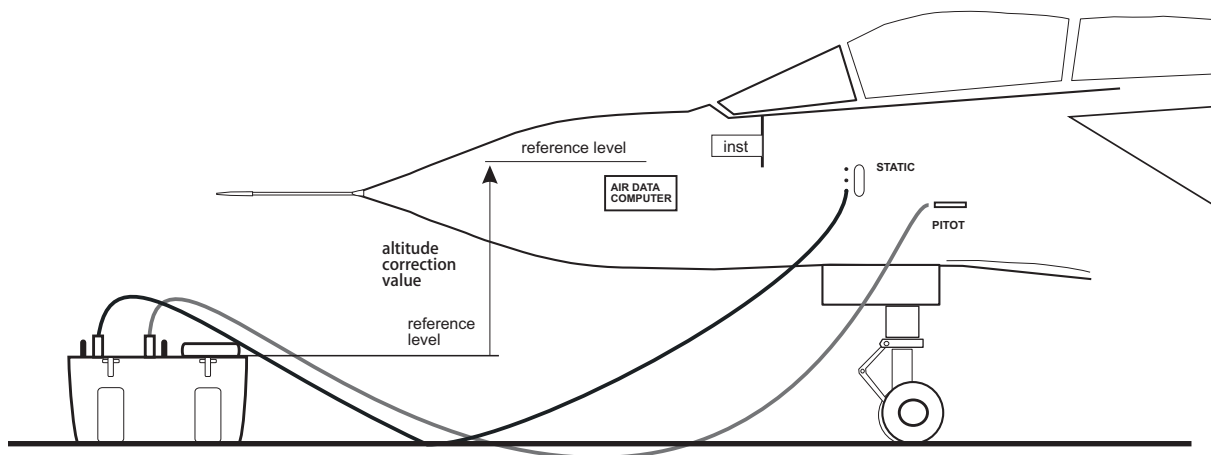 reference level
inst
STATIC
AIR DATA
COMPUTER
PITOT
altitude
correction
value
reference
level